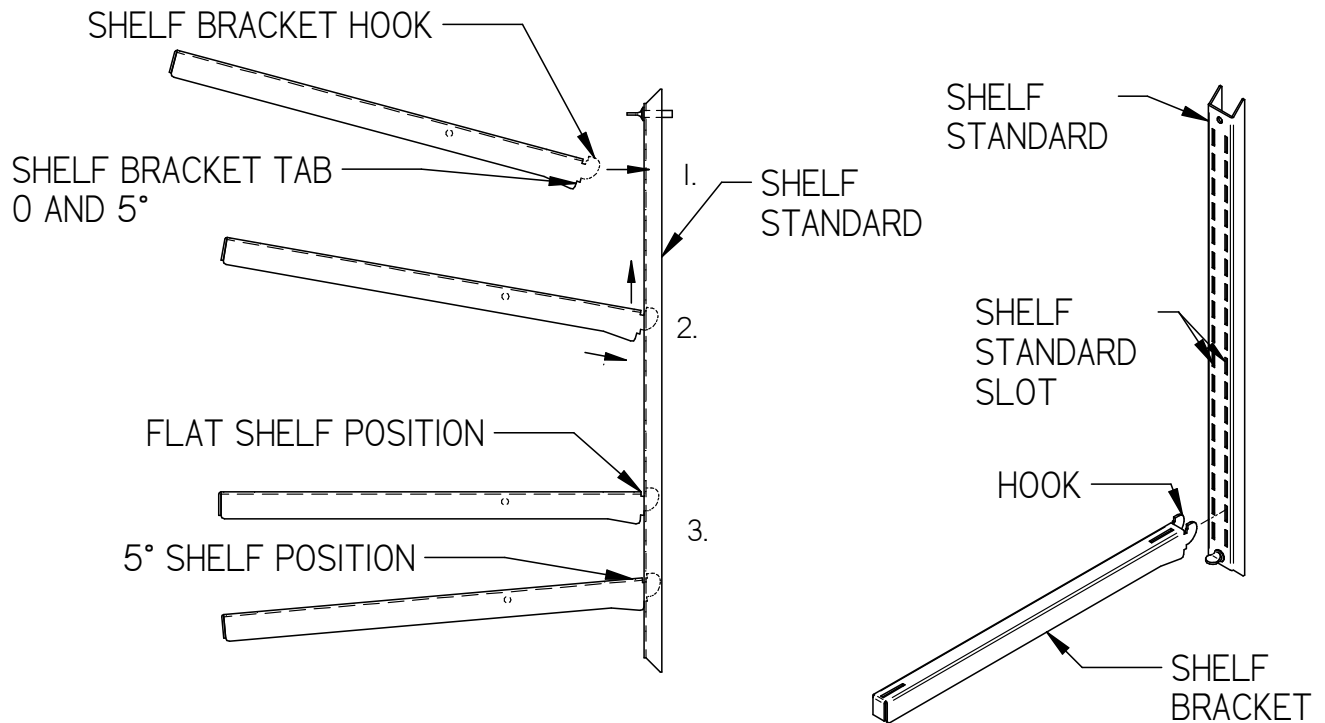 SHELF BRACKET HOOK
SHELF BRACKET TAB
0 AND 5°
1.
SHELF
STANDARD
2.
FLAT SHELF POSITION
3.
5° SHELF POSITION
SHELF
STANDARD
SHELF
STANDARD
SLOT
HOOK
SHELF
BRACKET